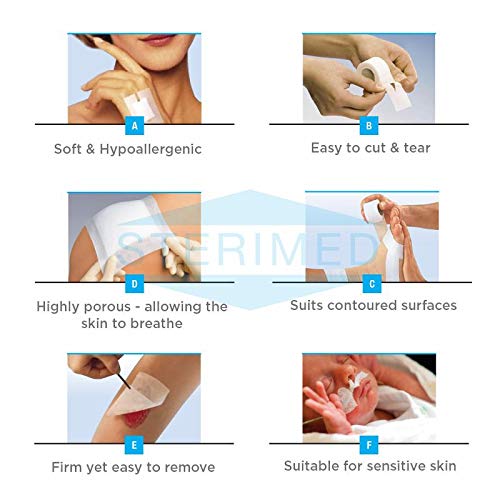 A
Soft & Hypoallergenic
B
Easy to cut & tear
STERIMED
D
Highly porous - allowing the
skin to breathe
C
Suits contoured surfaces
E
Firm yet easy to remove
F
Suitable for sensitive skin